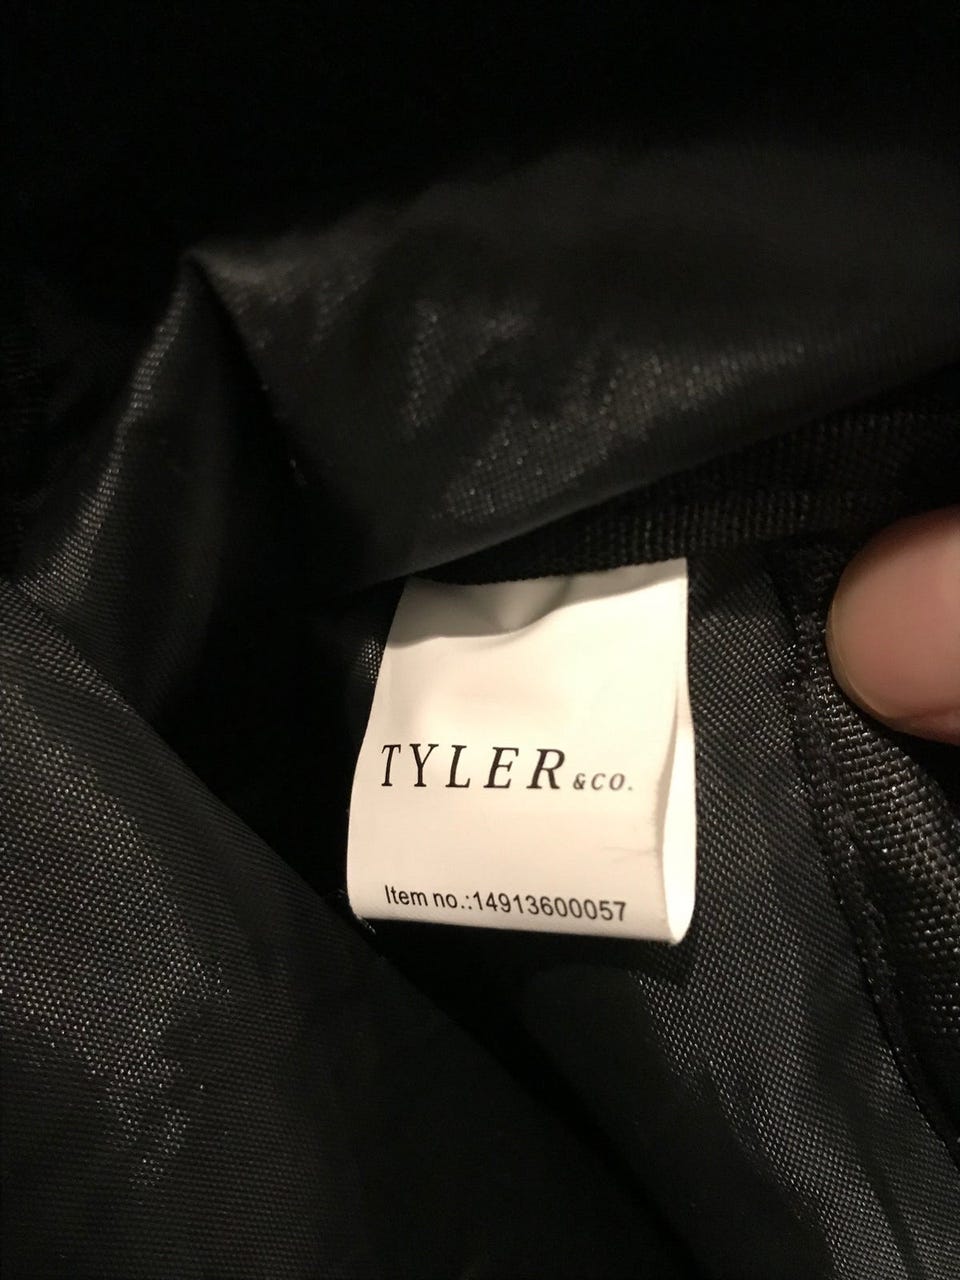 TYLER &CO.
Item no.:14913600057